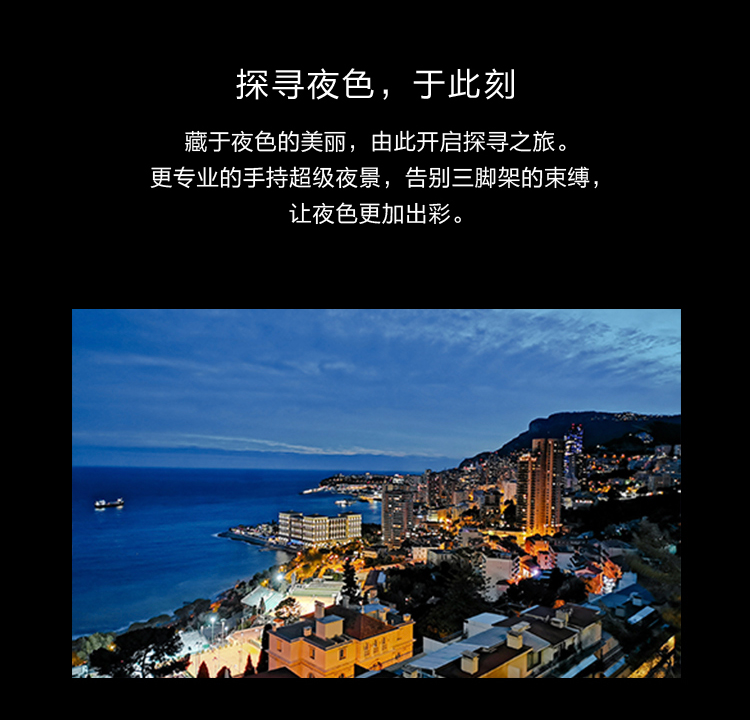 探寻夜色，于此刻
藏于夜色的美丽，由此开启探寻之旅。
更专业的手持超级夜景，告别三脚架的束缚，
让夜色更加出彩。